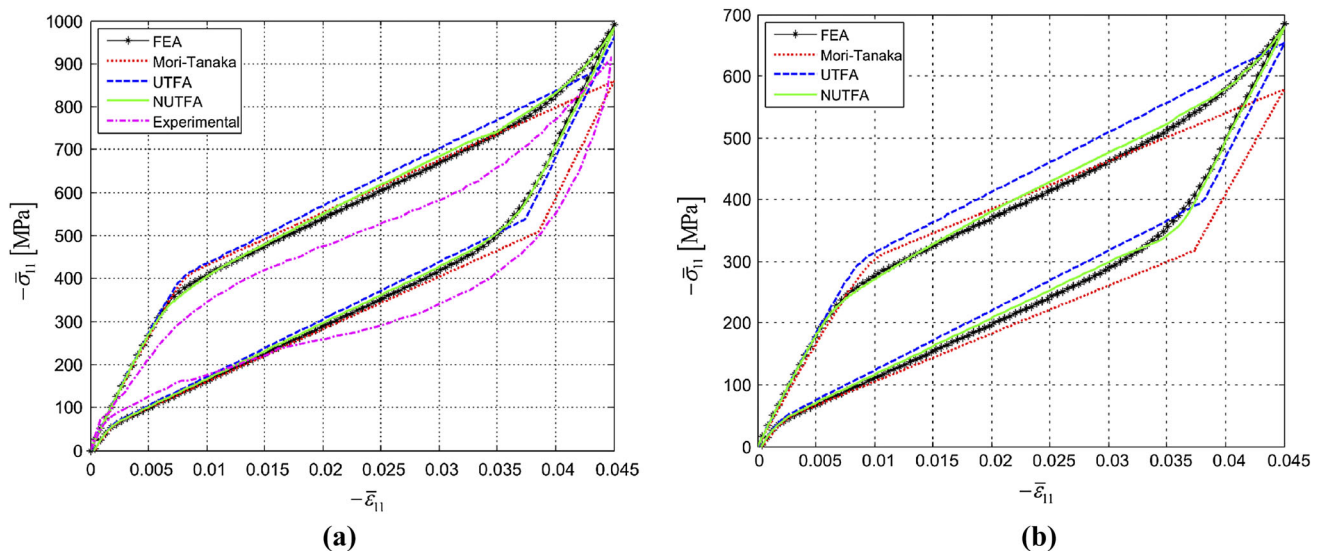 1000
900
800
700
600
500
400
300
200
100
0
−σ̄₁₁ [MPa]
FEA
Mori-Tanaka
UTFA
NUTFA
Experimental
0 0.005 0.01 0.015 0.02 0.025 0.03 0.035 0.04 0.045
−ε̄₁₁
(a)
700
600
500
400
300
200
100
0
−σ̄₁₁ [MPa]
FEA
Mori-Tanaka
UTFA
NUTFA
0 0.005 0.01 0.015 0.02 0.025 0.03 0.035 0.04 0.045
−ε̄₁₁
(b)